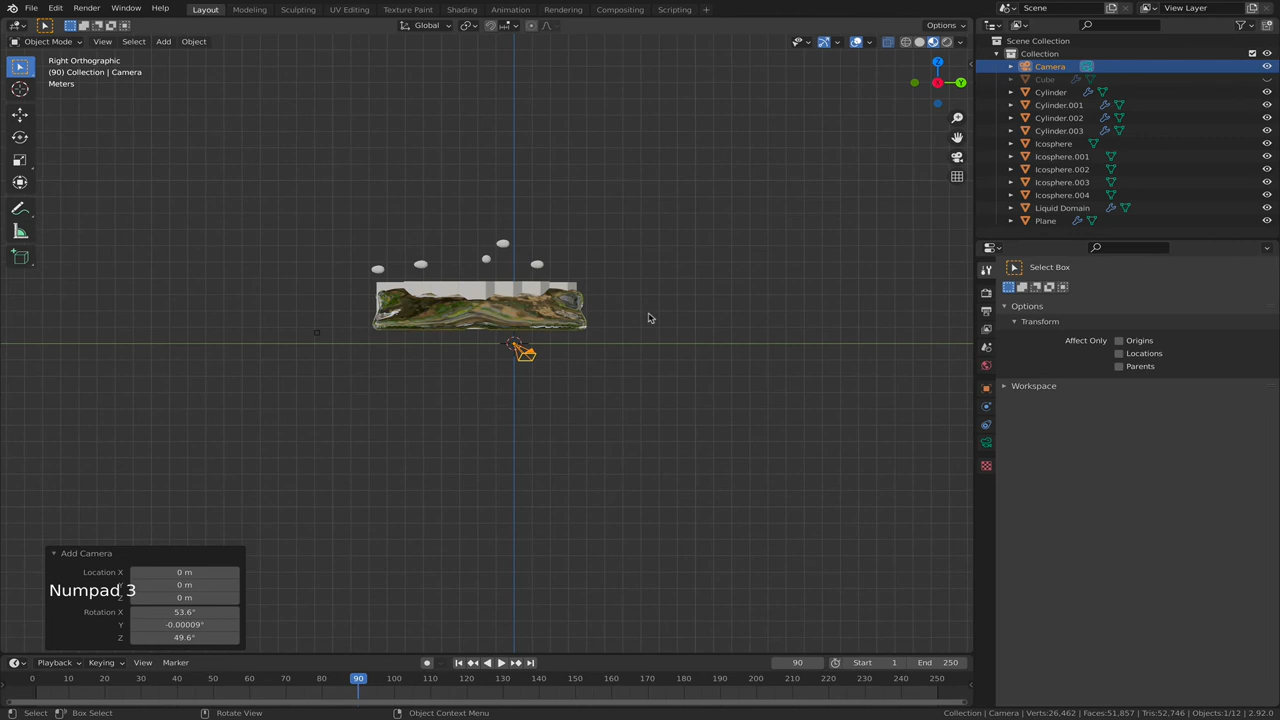 File Edit Render Window Help Layout Modeling Sculpting UV Editing Texture Paint Shading Animation Rendering Compositing Scripting + Scene View Layer
Global Options
Object Mode View Select Add Object
Right Orthographic
(90) Collection | Camera
Meters
Z
Y
X
Scene Collection
Collection
Camera
Cube
Cylinder
Cylinder.001
Cylinder.002
Cylinder.003
Icosphere
Icosphere.001
Icosphere.002
Icosphere.003
Icosphere.004
Liquid Domain
Plane
Select Box
Options
Transform
Affect Only Origins
Locations
Parents
Workspace
Add Camera
Location X 0 m
Y 0 m
Z 0 m
Rotation X 53.6°
Y -0.00009°
Z 49.6°
Numpad 3
Playback Keying View Marker 90 Start 1 End 250
0 10 20 30 40 50 60 70 80 90 100 110 120 130 140 150 160 170 180 190 200 210 220 230 240 250
Select Box Select Rotate View Object Context Menu Collection | Camera | Verts:26,462 | Faces:51,857 | Tris:52,746 | Objects:1/12 | 2.92.0